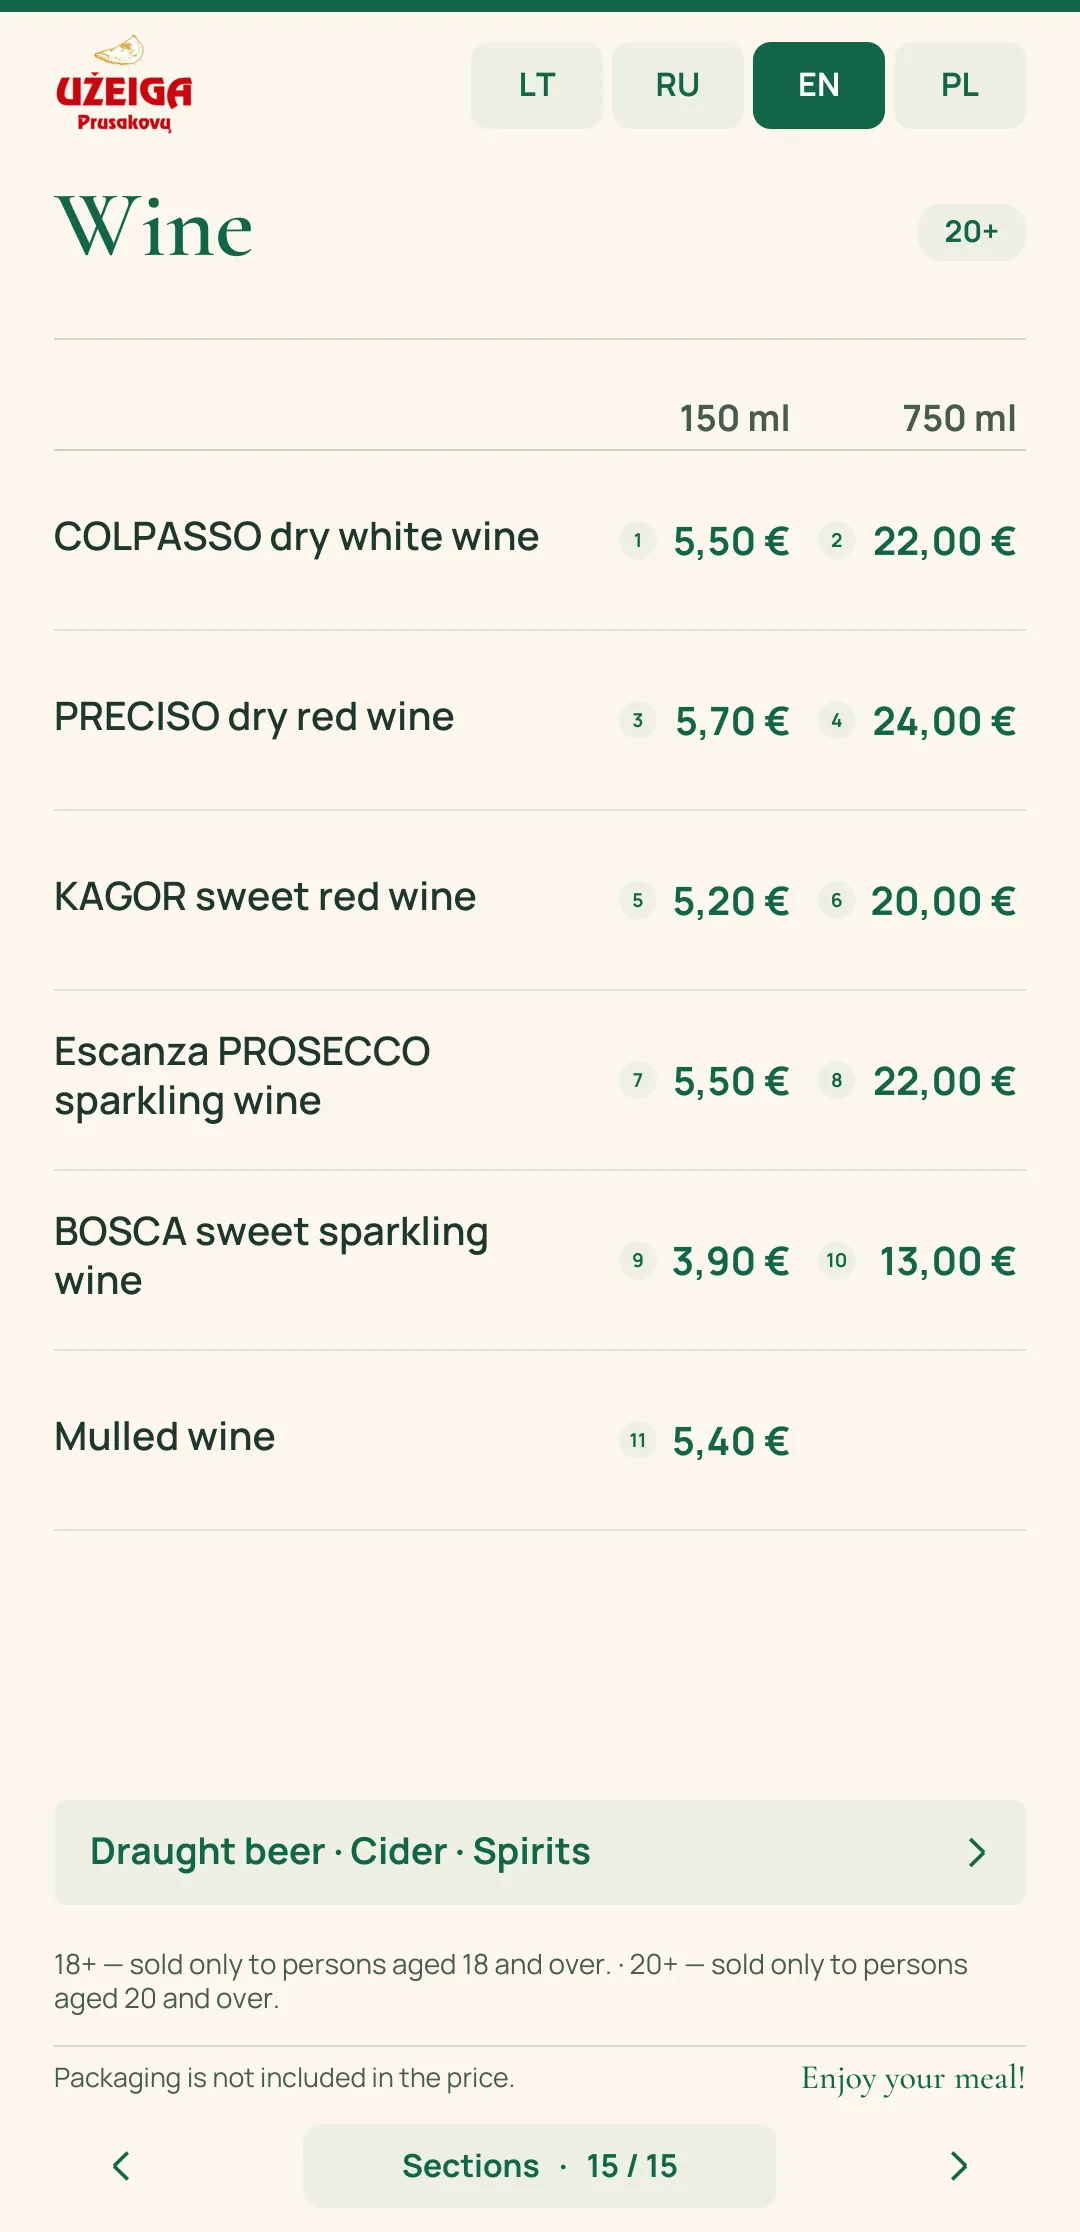 UŽEIGA
Prusakovų
LT RU EN PL
Wine
20+
150 ml 750 ml
COLPASSO dry white wine 1 5,50 € 2 22,00 €
PRECISO dry red wine 3 5,70 € 4 24,00 €
KAGOR sweet red wine 5 5,20 € 6 20,00 €
Escanza PROSECCO
sparkling wine 7 5,50 € 8 22,00 €
BOSCA sweet sparkling
wine 9 3,90 € 10 13,00 €
Mulled wine 11 5,40 €
Draught beer · Cider · Spirits
18+ — sold only to persons aged 18 and over. · 20+ — sold only to persons
aged 20 and over.
Packaging is not included in the price. Enjoy your meal!
Sections · 15 / 15